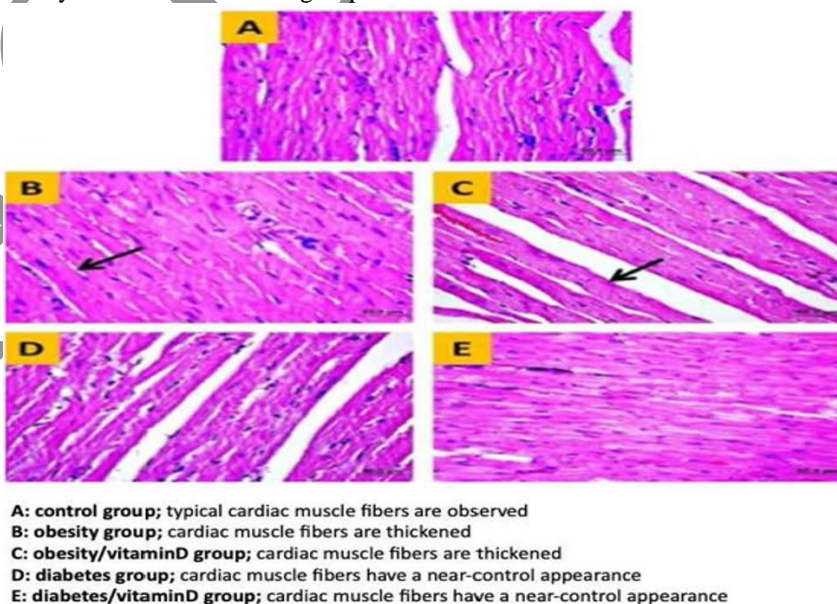 A
B
C
D
E
A: control group; typical cardiac muscle fibers are observed
B: obesity group; cardiac muscle fibers are thickened
C: obesity/vitaminD group; cardiac muscle fibers are thickened
D: diabetes group; cardiac muscle fibers have a near-control appearance
E: diabetes/vitaminD group; cardiac muscle fibers have a near-control appearance